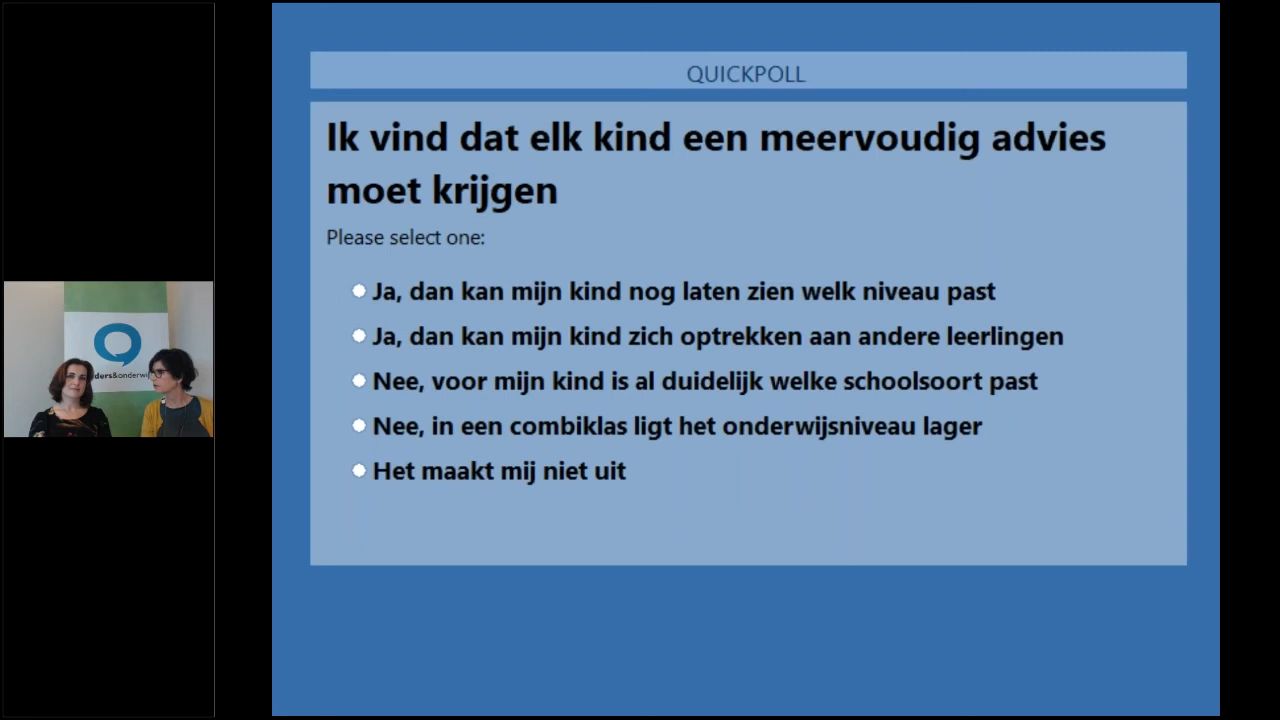 QUICKPOLL
Ik vind dat elk kind een meervoudig advies
moet krijgen
Please select one:
Ja, dan kan mijn kind nog laten zien welk niveau past
Ja, dan kan mijn kind zich optrekken aan andere leerlingen
Nee, voor mijn kind is al duidelijk welke schoolsoort past
Nee, in een combiklas ligt het onderwijsniveau lager
Het maakt mij niet uit
ders&onderwij